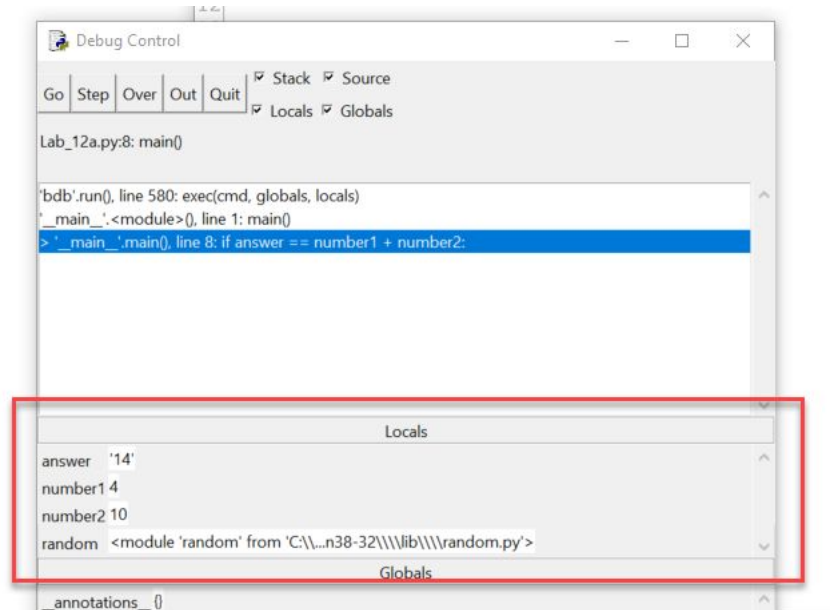 12
Debug Control
Go Step Over Out Quit
Stack Source
Locals Globals
Lab_12a.py:8: main()
'bdb'.run(), line 580: exec(cmd, globals, locals)
'__main__'.<module>(), line 1: main()
> '__main__'.main(), line 8: if answer == number1 + number2:
Locals
answer '14'
number1 4
number2 10
random <module 'random' from 'C:\\...n38-32\\\\lib\\\\random.py'>
Globals
__annotations__ {}